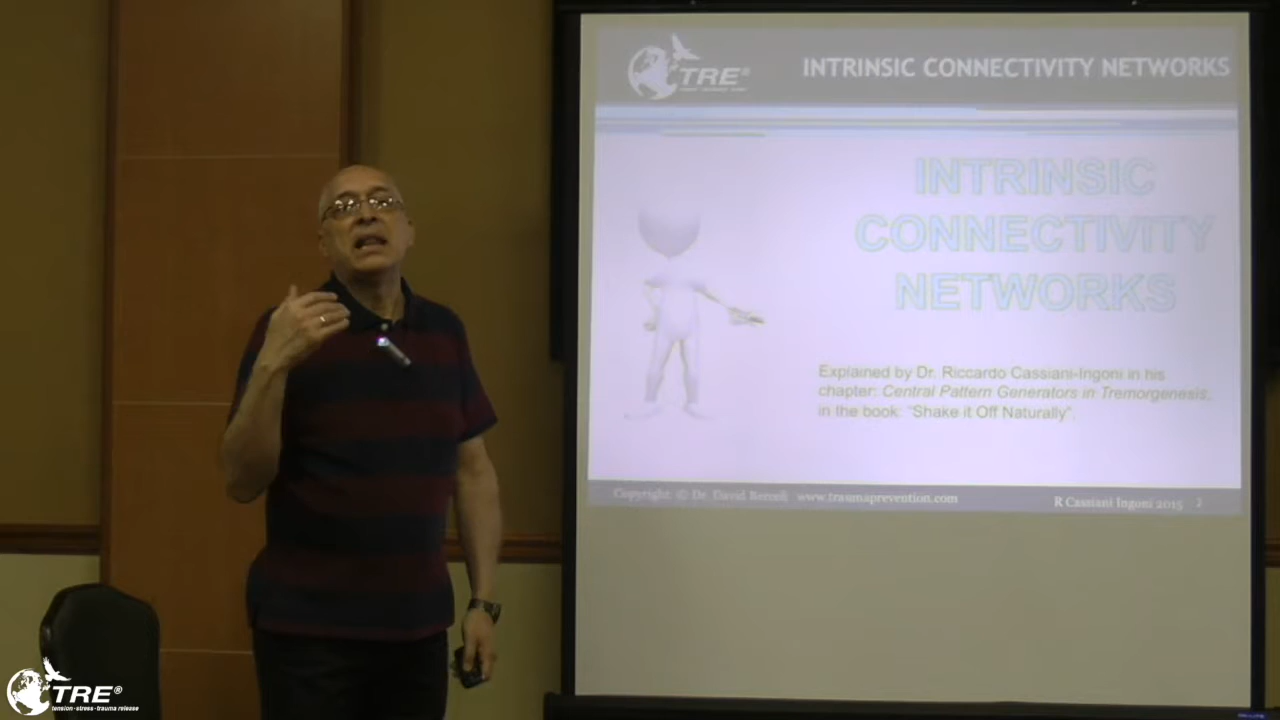 TRE®
INTRINSIC CONNECTIVITY NETWORKS
INTRINSIC
CONNECTIVITY
NETWORKS
Explained by Dr. Riccardo Cassiani-Ingoni in his
chapter: Central Pattern Generators in Tremorgenesis,
in the book: "Shake it Off Naturally".
Copyright © Dr. David Berceli www.traumaprevention.com
R Cassiani Ingoni 2015 2
TRE®
tension-stress-trauma release